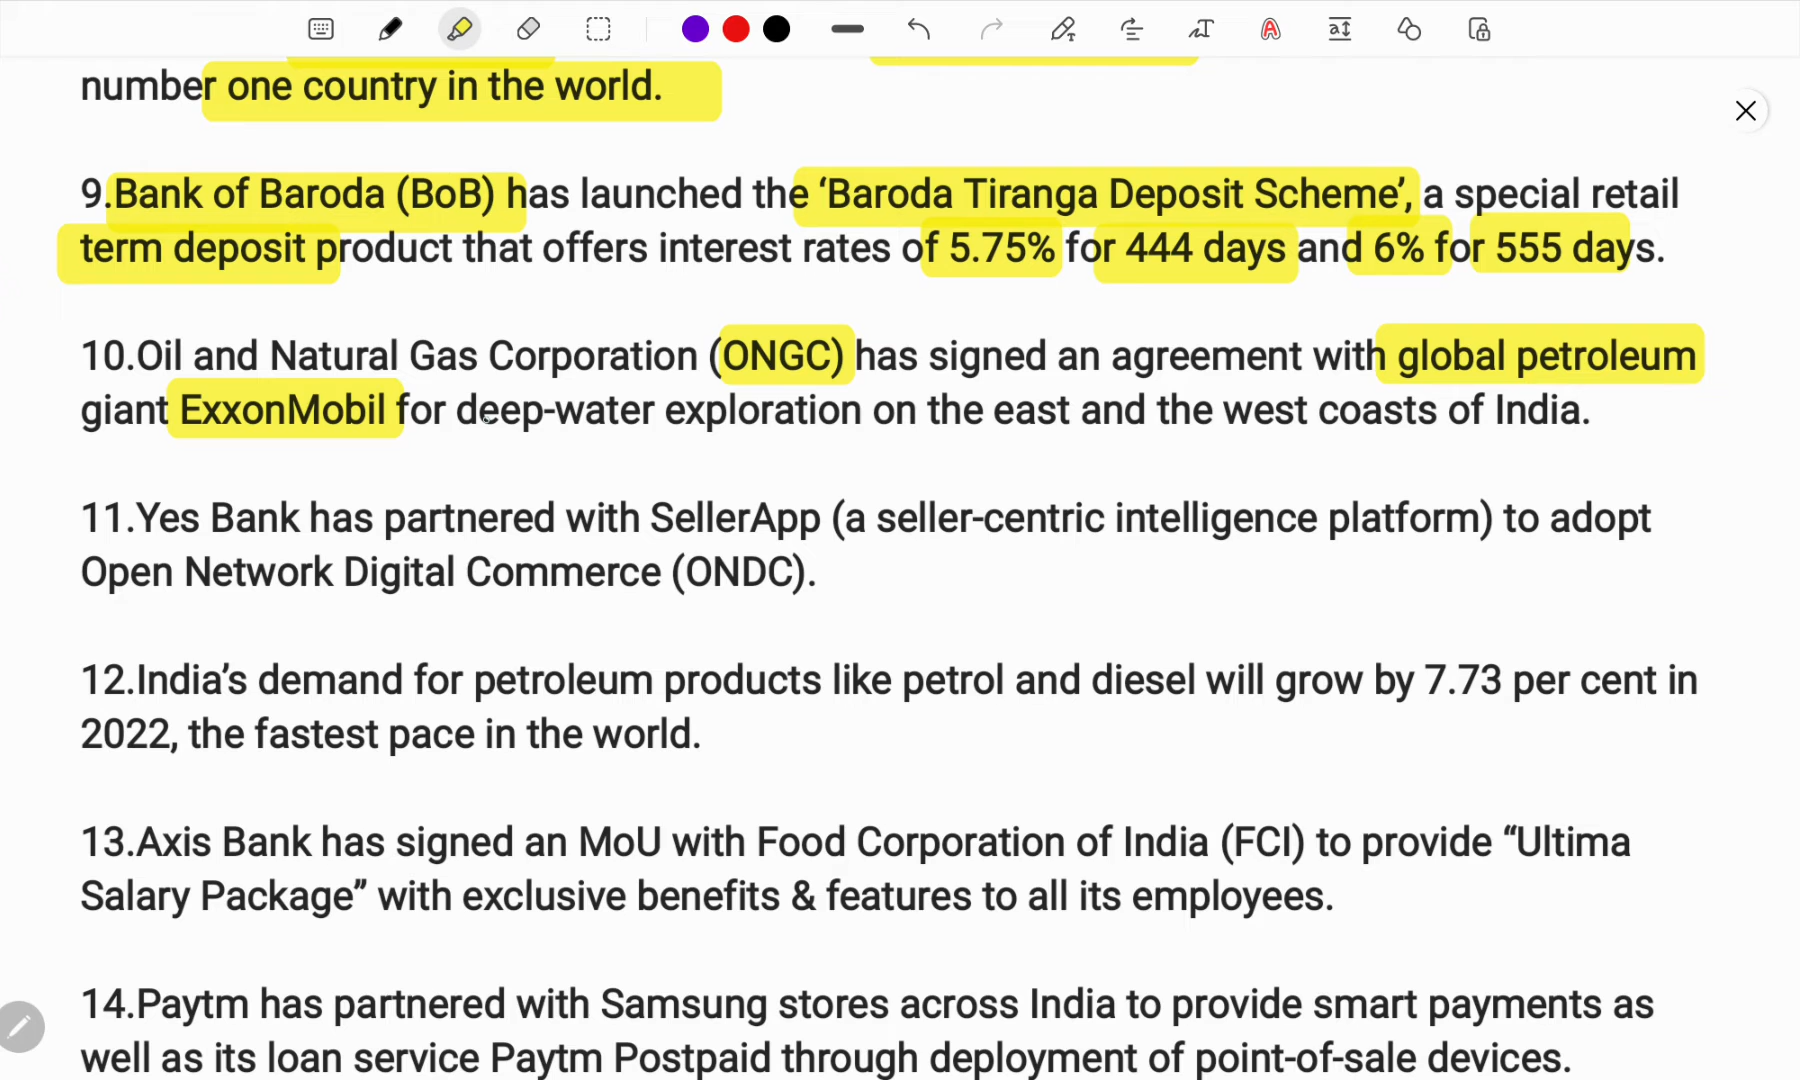 number one country in the world.
9.Bank of Baroda (BoB) has launched the ‘Baroda Tiranga Deposit Scheme’, a special retail
term deposit product that offers interest rates of 5.75% for 444 days and 6% for 555 days.
10.Oil and Natural Gas Corporation (ONGC) has signed an agreement with global petroleum
giant ExxonMobil for deep-water exploration on the east and the west coasts of India.
11.Yes Bank has partnered with SellerApp (a seller-centric intelligence platform) to adopt
Open Network Digital Commerce (ONDC).
12.India’s demand for petroleum products like petrol and diesel will grow by 7.73 per cent in
2022, the fastest pace in the world.
13.Axis Bank has signed an MoU with Food Corporation of India (FCI) to provide “Ultima
Salary Package” with exclusive benefits & features to all its employees.
14.Paytm has partnered with Samsung stores across India to provide smart payments as
well as its loan service Paytm Postpaid through deployment of point-of-sale devices.